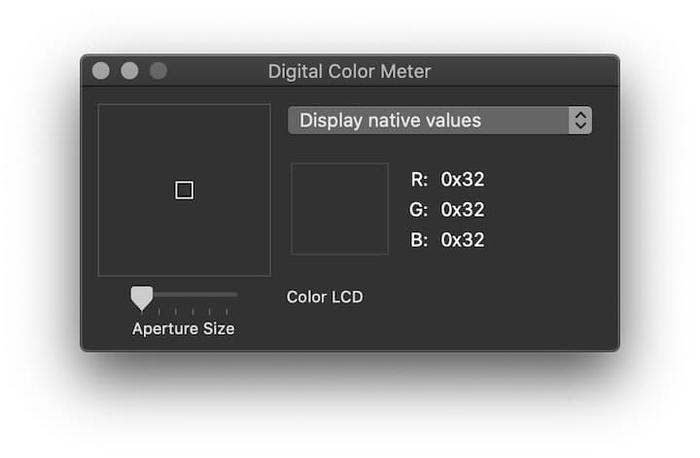 Digital Color Meter
Display native values
R: 0x32
G: 0x32
B: 0x32
Color LCD
Aperture Size